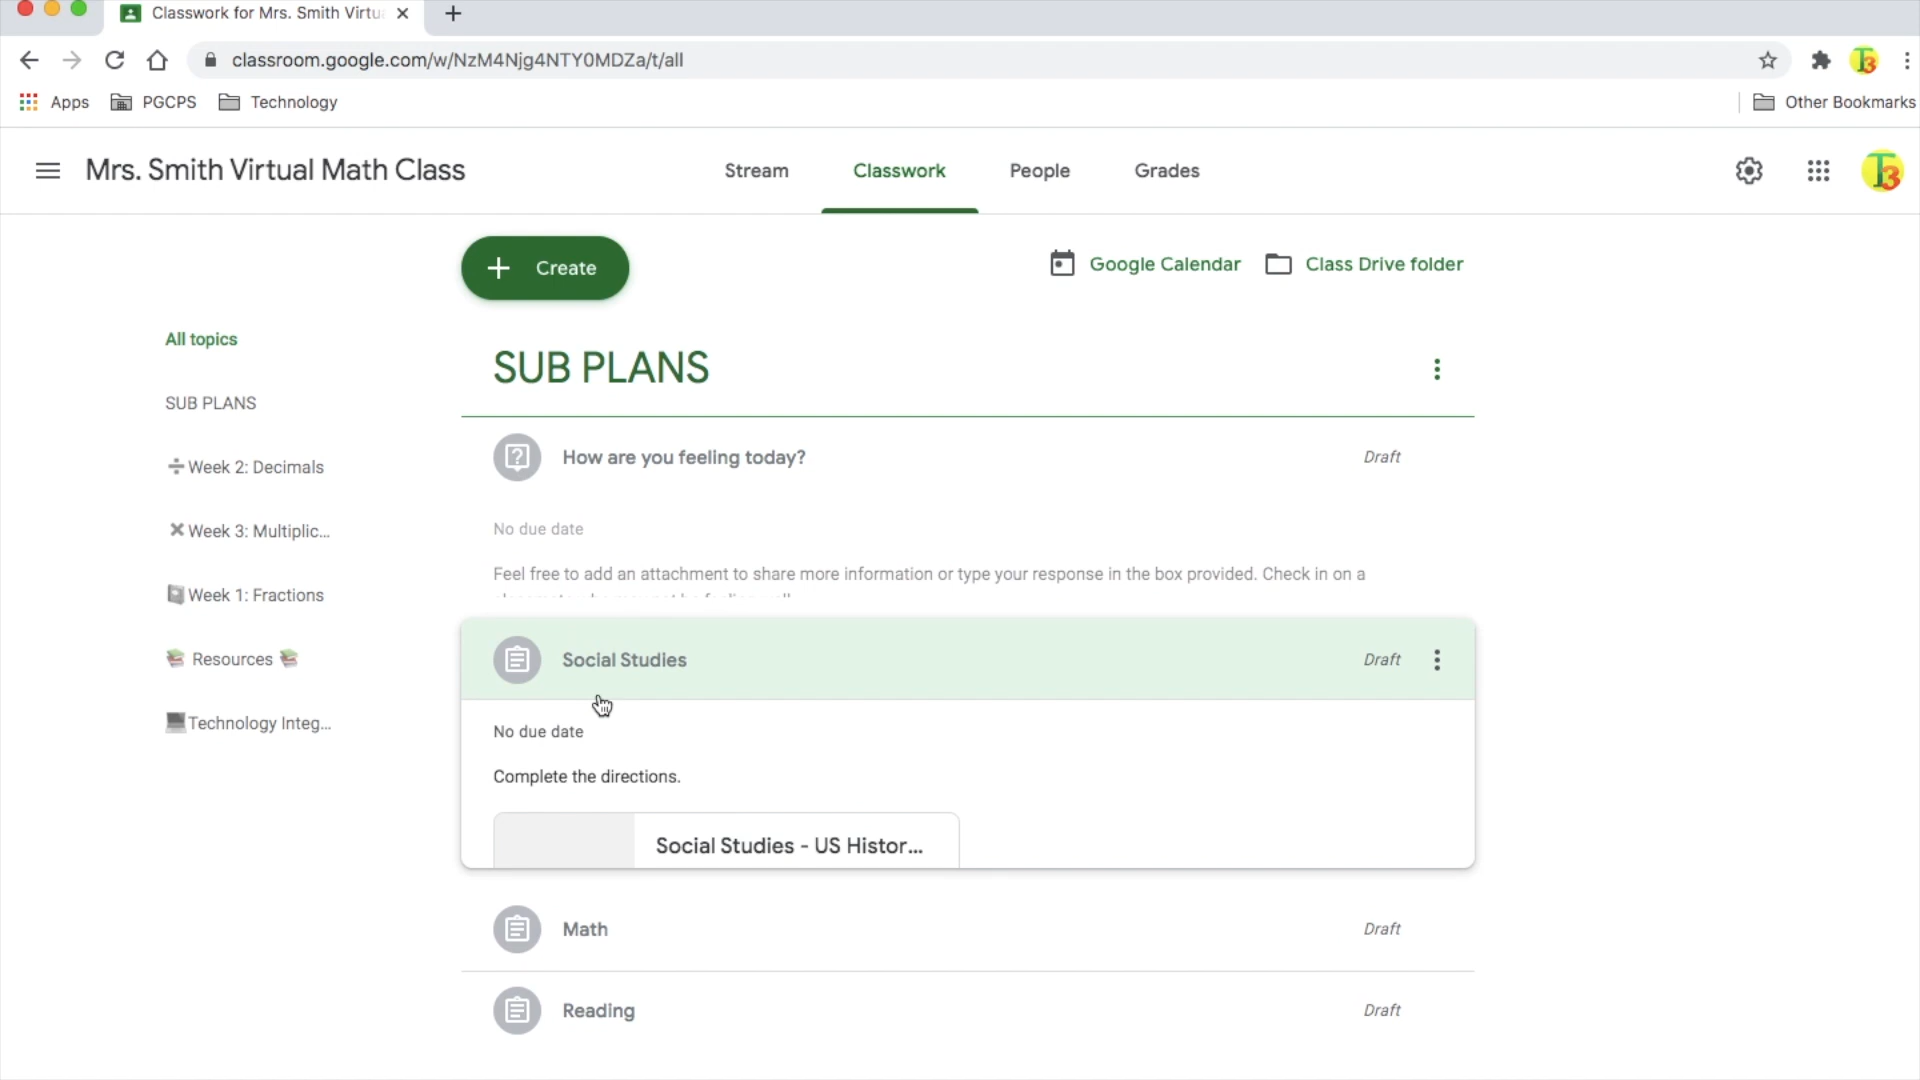 Classwork for Mrs. Smith Virtu
classroom.google.com/w/NzM4Njg4NTY0MDZa/t/all
Apps PGCPS Technology Other Bookmarks
Mrs. Smith Virtual Math Class Stream Classwork People Grades
T3
Create Google Calendar Class Drive folder
All topics
SUB PLANS
SUB PLANS
How are you feeling today? Draft
÷ Week 2: Decimals
No due date
✕ Week 3: Multiplic...
Feel free to add an attachment to share more information or type your response in the box provided. Check in on a
Week 1: Fractions
Resources
Social Studies Draft
Technology Integ...
No due date
Complete the directions.
Social Studies - US Histor...
Math Draft
Reading Draft